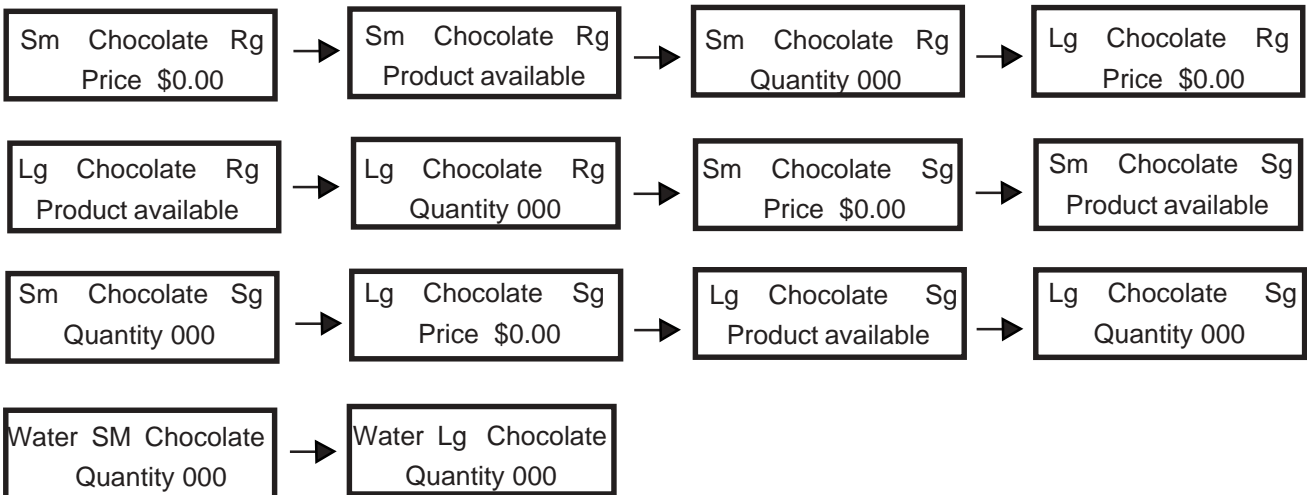 Sm Chocolate Rg
Price $0.00
Sm Chocolate Rg
Product available
Sm Chocolate Rg
Quantity 000
Lg Chocolate Rg
Price $0.00
Lg Chocolate Rg
Product available
Lg Chocolate Rg
Quantity 000
Sm Chocolate Sg
Price $0.00
Sm Chocolate Sg
Product available
Sm Chocolate Sg
Quantity 000
Lg Chocolate Sg
Price $0.00
Lg Chocolate Sg
Product available
Lg Chocolate Sg
Quantity 000
Water SM Chocolate
Quantity 000
Water Lg Chocolate
Quantity 000